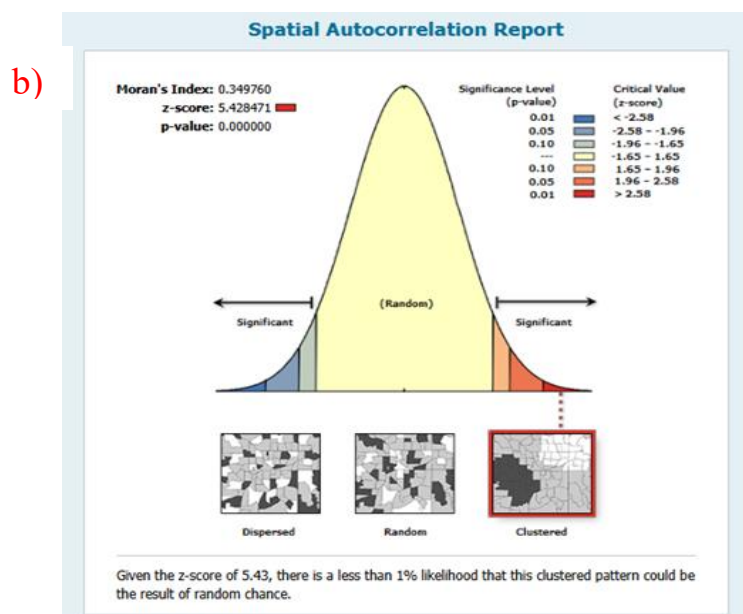 Spatial Autocorrelation Report
b)
Moran's Index: 0.349760
z-score: 5.428471
p-value: 0.000000
Significance Level
(p-value)
Critical Value
(z-score)
0.01 < -2.58
0.05 -2.58 – -1.96
0.10 -1.96 – -1.65
--- -1.65 – 1.65
0.10 1.65 – 1.96
0.05 1.96 – 2.58
0.01 > 2.58
(Random)
Significant
Significant
Dispersed
Random
Clustered
Given the z-score of 5.43, there is a less than 1% likelihood that this clustered pattern could be
the result of random chance.